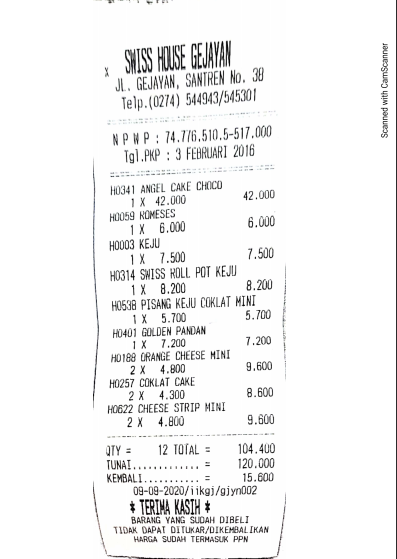 SWISS HOUSE GEJAYAN
JL. GEJAYAN, SANTREN No. 38
Telp.(0274) 544943/545301
N P W P : 74.776.510.5-517.000
Tgl.PKP : 3 FEBRUARI 2016
H0341 ANGEL CAKE CHOCO
1 X 42.000 42.000
H0059 ROMESES
1 X 6.000 6.000
H0003 KEJU
1 X 7.500 7.500
H0314 SWISS ROLL POT KEJU
1 X 8.200 8.200
H0538 PISANG KEJU COKLAT MINI
1 X 5.700 5.700
H0401 GOLDEN PANDAN
1 X 7.200 7.200
H0188 ORANGE CHEESE MINI
2 X 4.800 9.600
H0257 COKLAT CAKE
2 X 4.300 8.600
H0622 CHEESE STRIP MINI
2 X 4.800 9.600
QTY = 12 TOTAL = 104.400
TUNAI............. = 120.000
KEMBALI........... = 15.600
09-09-2020/iikgj/gjyn002
* TERIMA KASIH *
BARANG YANG SUDAH DIBELI
TIDAK DAPAT DITUKAR/DIKEMBALIKAN
HARGA SUDAH TERMASUK PPN
Scanned with CamScanner